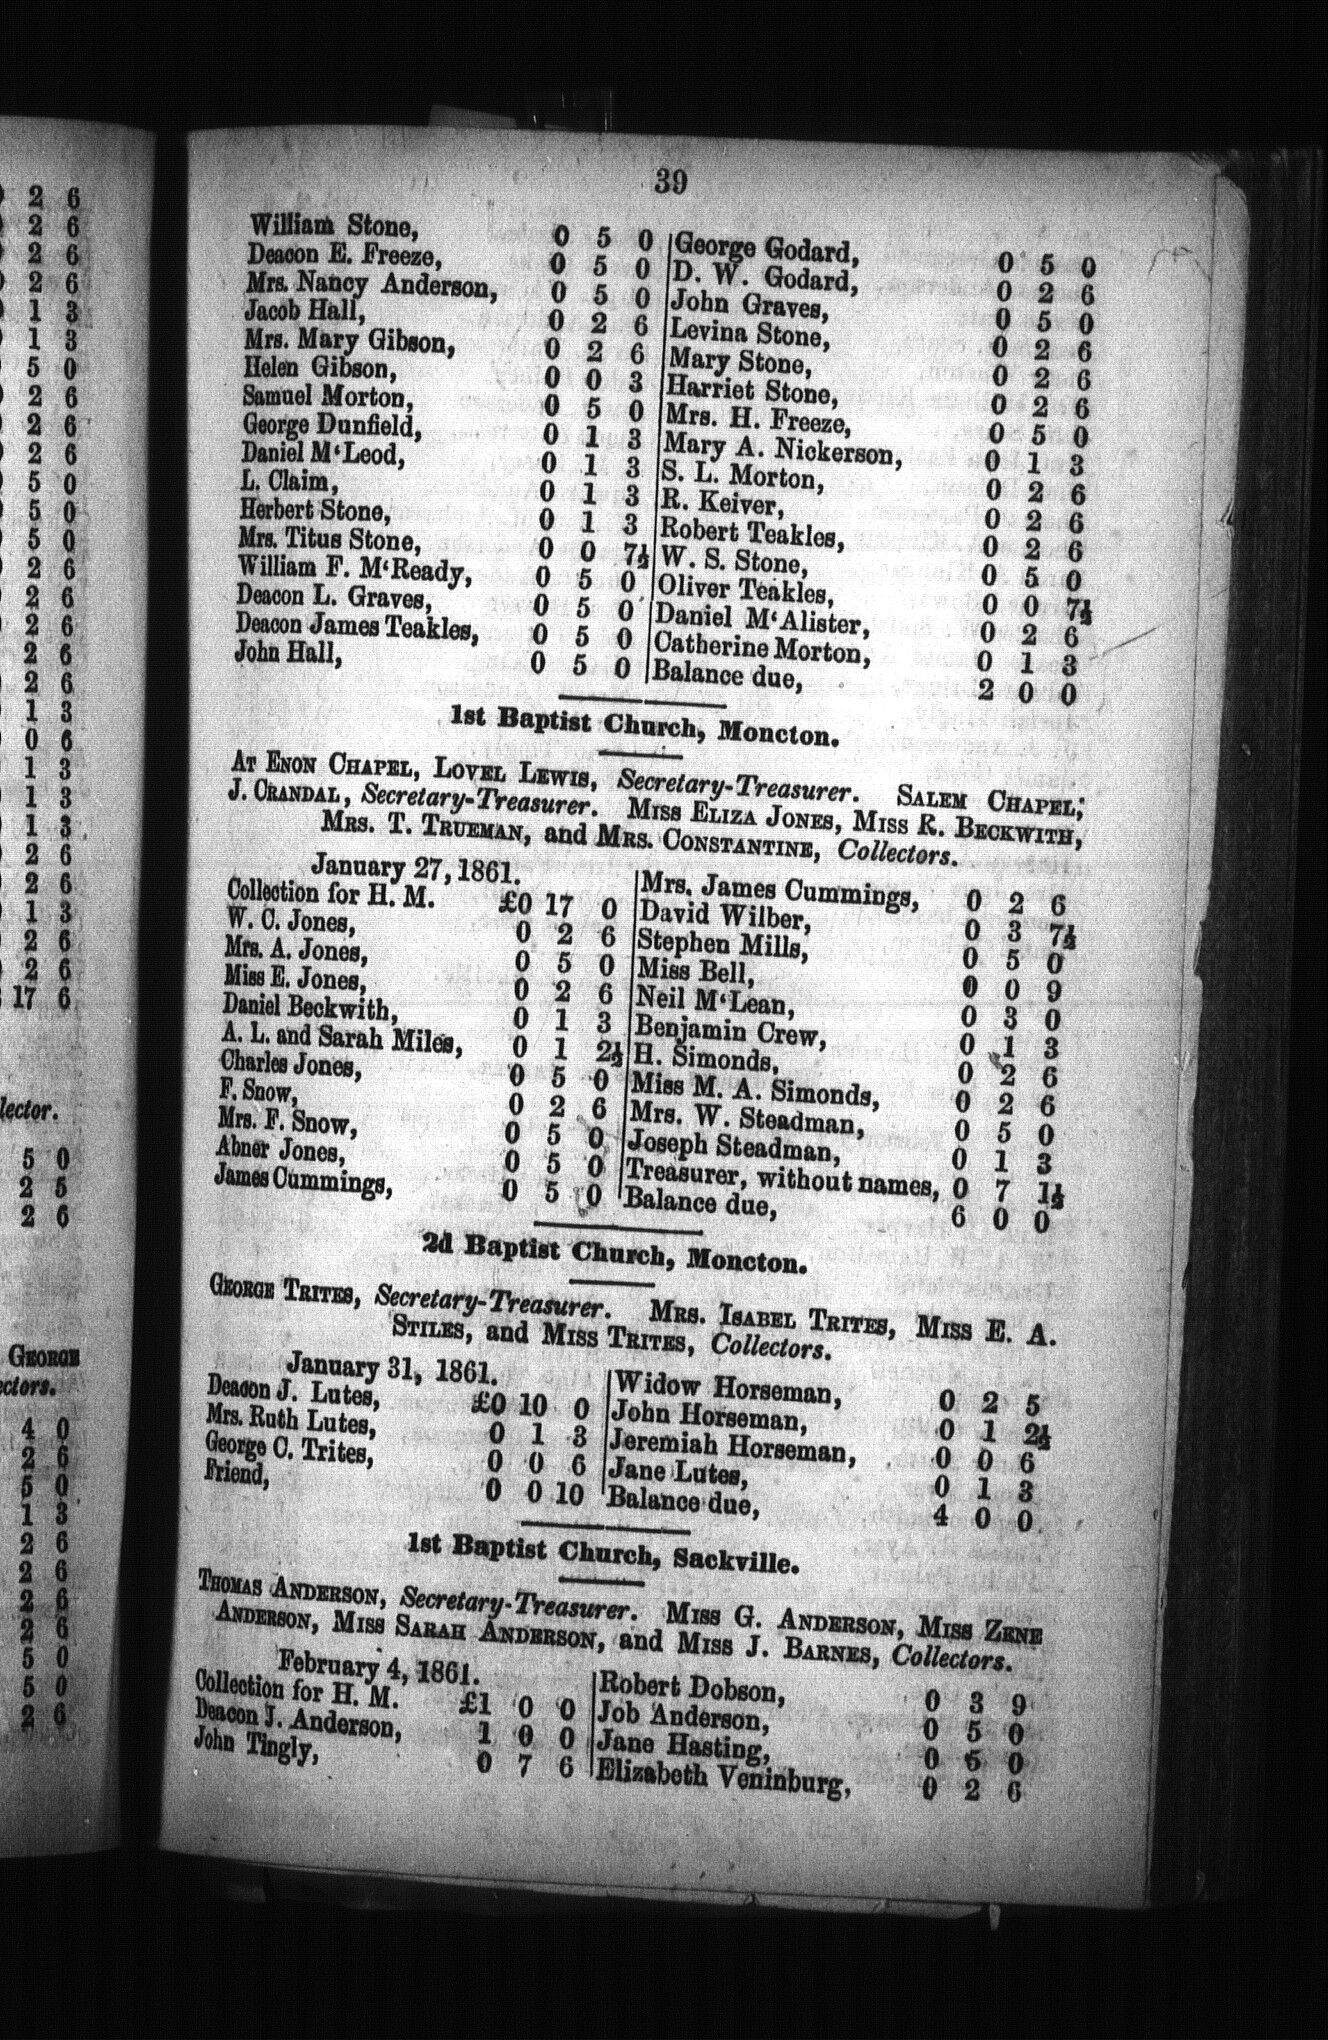 39
William Stone, 0 5 0
Deacon E. Freeze, 0 5 0
Mrs. Nancy Anderson, 0 5 0
Jacob Hall, 0 2 6
Mrs. Mary Gibson, 0 2 6
Helen Gibson, 0 0 3
Samuel Morton, 0 5 0
George Dunfield, 0 1 3
Daniel M‘Leod, 0 1 3
L. Claim, 0 1 3
Herbert Stone, 0 1 3
Mrs. Titus Stone, 0 0 7½
William F. M‘Ready, 0 5 0
Deacon L. Graves, 0 5 0
Deacon James Teakles, 0 5 0
John Hall, 0 5 0
George Godard, 0 5 0
D. W. Godard, 0 2 6
John Graves, 0 5 0
Levina Stone, 0 2 6
Mary Stone, 0 2 6
Harriet Stone, 0 2 6
Mrs. H. Freeze, 0 5 0
Mary A. Nickerson, 0 1 3
S. L. Morton, 0 2 6
R. Keiver, 0 2 6
Robert Teakles, 0 2 6
W. S. Stone, 0 5 0
Oliver Teakles, 0 0 7½
Daniel M‘Alister, 0 2 6
Catherine Morton, 0 1 3
Balance due, 2 0 0
1st Baptist Church, Moncton.
At Enon Chapel, Lovel Lewis, Secretary-Treasurer. Salem Chapel;
J. Crandal, Secretary-Treasurer. Miss Eliza Jones, Miss R. Beckwith,
Mrs. T. Trueman, and Mrs. Constantine, Collectors.
January 27, 1861.
Collection for H. M. £0 17 0
W. C. Jones, 0 2 6
Mrs. A. Jones, 0 5 0
Miss E. Jones, 0 2 6
Daniel Beckwith, 0 1 3
A. L. and Sarah Miles, 0 1 2½
Charles Jones, 0 5 0
F. Snow, 0 2 6
Mrs. F. Snow, 0 5 0
Abner Jones, 0 5 0
James Cummings, 0 5 0
Mrs. James Cummings, 0 2 6
David Wilber, 0 3 7½
Stephen Mills, 0 5 0
Miss Bell, 0 0 9
Neil M‘Lean, 0 3 0
Benjamin Crew, 0 1 3
H. Simonds, 0 2 6
Miss M. A. Simonds, 0 2 6
Mrs. W. Steadman, 0 5 0
Joseph Steadman, 0 1 3
Treasurer, without names, 0 7 1½
Balance due, 6 0 0
2d Baptist Church, Moncton.
George Trites, Secretary-Treasurer. Mrs. Isabel Trites, Miss E. A.
Stiles, and Miss Trites, Collectors.
January 31, 1861.
Deacon J. Lutes, £0 10 0
Mrs. Ruth Lutes, 0 1 3
George C. Trites, 0 0 6
Friend, 0 0 10
Widow Horseman, 0 2 5
John Horseman, 0 1 2½
Jeremiah Horseman, 0 0 6
Jane Lutes, 0 1 3
Balance due, 4 0 0
1st Baptist Church, Sackville.
Thomas Anderson, Secretary-Treasurer. Miss G. Anderson, Miss Zene
Anderson, Miss Sarah Anderson, and Miss J. Barnes, Collectors.
February 4, 1861.
Collection for H. M. £1 0 0
Deacon J. Anderson, 1 0 0
John Tingly, 0 7 6
Robert Dobson, 0 3 9
Job Anderson, 0 5 0
Jane Hasting, 0 5 0
Elizabeth Veninburg, 0 2 6